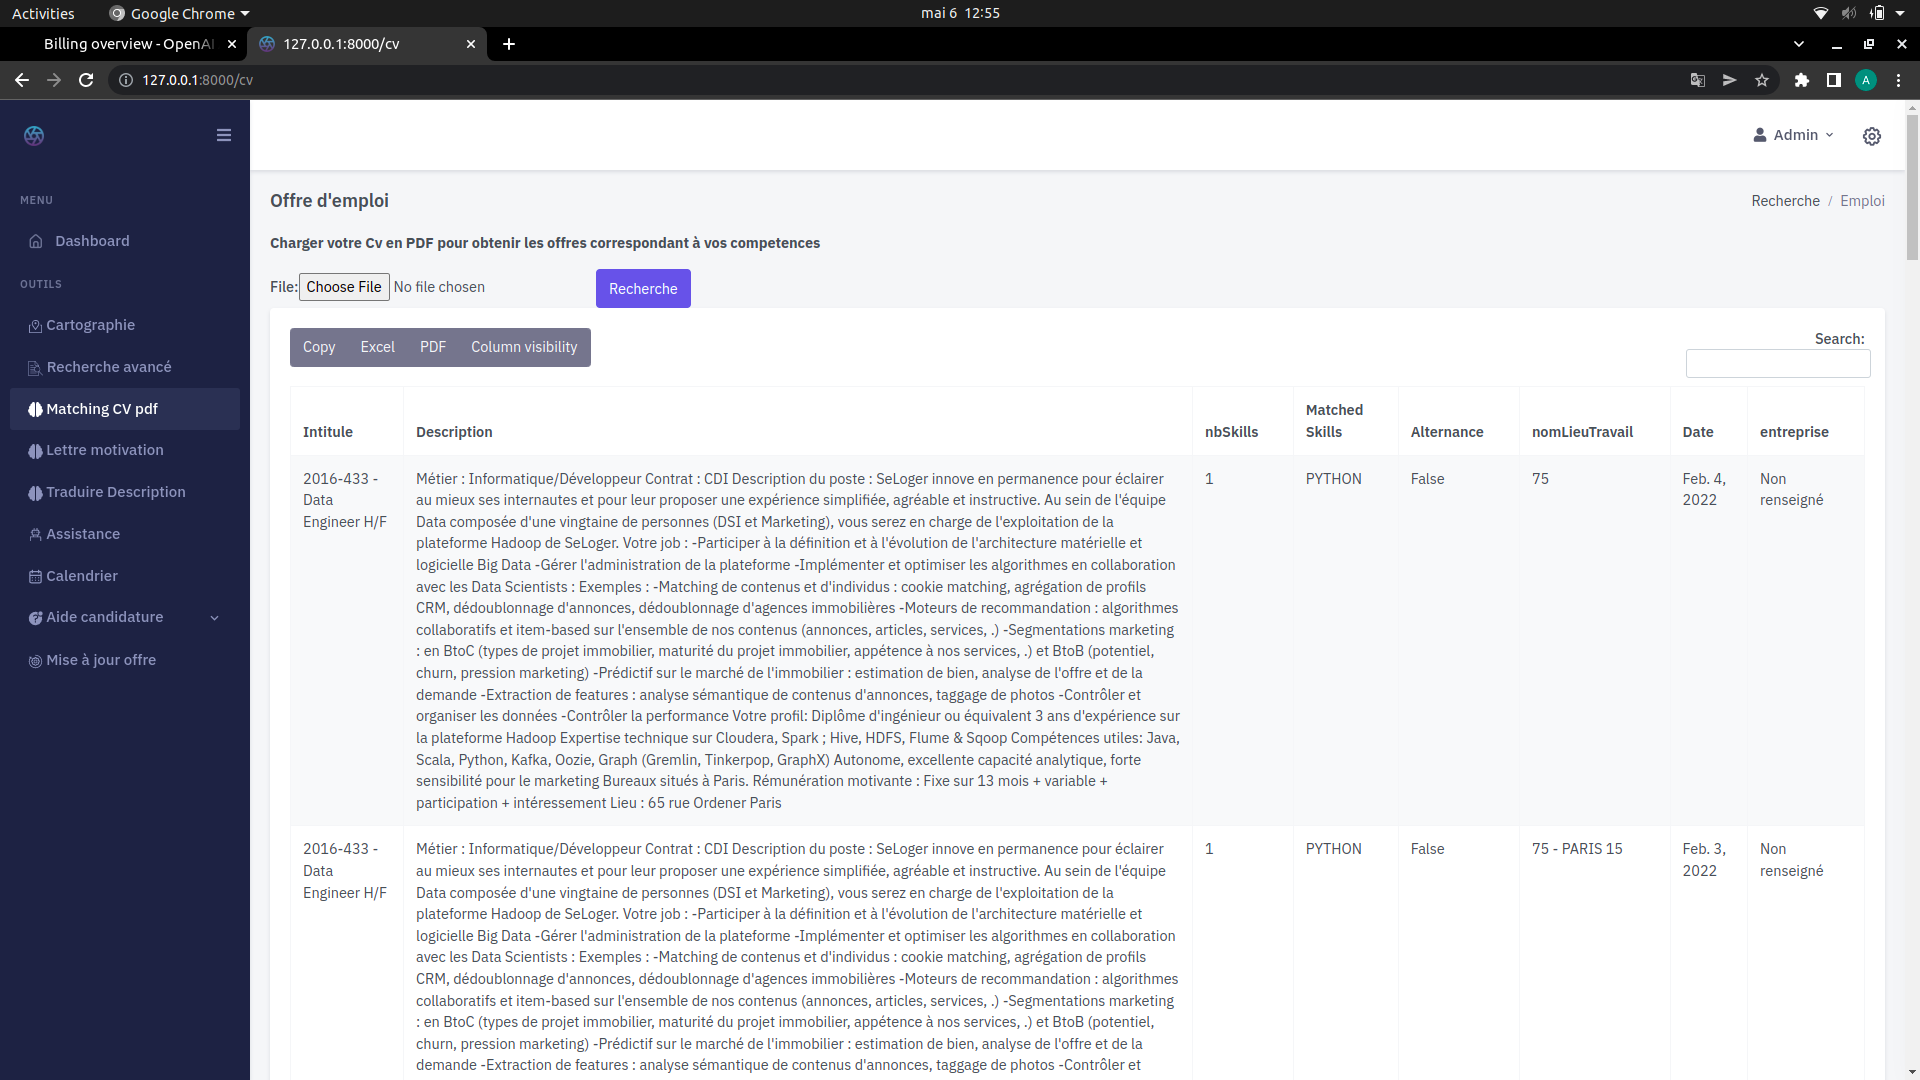 Activities
Google Chrome
mai 6 12:55
Billing overview - OpenAI
127.0.0.1:8000/cv
127.0.0.1:8000/cv
A
Admin
MENU
Dashboard
OUTILS
Cartographie
Recherche avancé
Matching CV pdf
Lettre motivation
Traduire Description
Assistance
Calendrier
Aide candidature
Mise à jour offre
Offre d'emploi
Recherche / Emploi
Charger votre Cv en PDF pour obtenir les offres correspondant à vos competences
File: Choose File No file chosen
Recherche
Copy Excel PDF Column visibility
Search:
Intitule Description nbSkills Matched Skills Alternance nomLieuTravail Date entreprise
2016-433 -
Data
Engineer H/F
Métier : Informatique/Développeur Contrat : CDI Description du poste : SeLoger innove en permanence pour éclairer
au mieux ses internautes et pour leur proposer une expérience simplifiée, agréable et instructive. Au sein de l'équipe
Data composée d'une vingtaine de personnes (DSI et Marketing), vous serez en charge de l'exploitation de la
plateforme Hadoop de SeLoger. Votre job : -Participer à la définition et à l'évolution de l'architecture matérielle et
logicielle Big Data -Gérer l'administration de la plateforme -Implémenter et optimiser les algorithmes en collaboration
avec les Data Scientists : Exemples : -Matching de contenus et d'individus : cookie matching, agrégation de profils
CRM, dédoublonnage d'annonces, dédoublonnage d'agences immobilières -Moteurs de recommandation : algorithmes
collaboratifs et item-based sur l'ensemble de nos contenus (annonces, articles, services, .) -Segmentations marketing
: en BtoC (types de projet immobilier, maturité du projet immobilier, appétence à nos services, .) et BtoB (potentiel,
churn, pression marketing) -Prédictif sur le marché de l'immobilier : estimation de bien, analyse de l'offre et de la
demande -Extraction de features : analyse sémantique de contenus d'annonces, taggage de photos -Contrôler et
organiser les données -Contrôler la performance Votre profil: Diplôme d'ingénieur ou équivalent 3 ans d'expérience sur
la plateforme Hadoop Expertise technique sur Cloudera, Spark ; Hive, HDFS, Flume & Sqoop Compétences utiles: Java,
Scala, Python, Kafka, Oozie, Graph (Gremlin, Tinkerpop, GraphX) Autonome, excellente capacité analytique, forte
sensibilité pour le marketing Bureaux situés à Paris. Rémunération motivante : Fixe sur 13 mois + variable +
participation + intéressement Lieu : 65 rue Ordener Paris
1
PYTHON
False
75
Feb. 4,
2022
Non
renseigné
2016-433 -
Data
Engineer H/F
Métier : Informatique/Développeur Contrat : CDI Description du poste : SeLoger innove en permanence pour éclairer
au mieux ses internautes et pour leur proposer une expérience simplifiée, agréable et instructive. Au sein de l'équipe
Data composée d'une vingtaine de personnes (DSI et Marketing), vous serez en charge de l'exploitation de la
plateforme Hadoop de SeLoger. Votre job : -Participer à la définition et à l'évolution de l'architecture matérielle et
logicielle Big Data -Gérer l'administration de la plateforme -Implémenter et optimiser les algorithmes en collaboration
avec les Data Scientists : Exemples : -Matching de contenus et d'individus : cookie matching, agrégation de profils
CRM, dédoublonnage d'annonces, dédoublonnage d'agences immobilières -Moteurs de recommandation : algorithmes
collaboratifs et item-based sur l'ensemble de nos contenus (annonces, articles, services, .) -Segmentations marketing
: en BtoC (types de projet immobilier, maturité du projet immobilier, appétence à nos services, .) et BtoB (potentiel,
churn, pression marketing) -Prédictif sur le marché de l'immobilier : estimation de bien, analyse de l'offre et de la
demande -Extraction de features : analyse sémantique de contenus d'annonces, taggage de photos -Contrôler et
1
PYTHON
False
75 - PARIS 15
Feb. 3,
2022
Non
renseigné